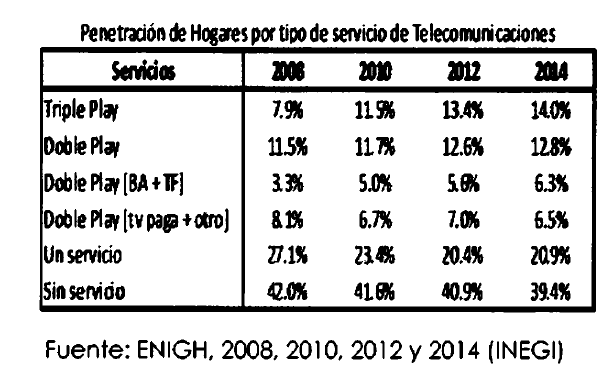 Penetración de Hogares por tipo de servicio de Telecomunicaciones
Servicios 2008 2010 2012 2014
Triple Play 7.9% 11.5% 13.4% 14.0%
Doble Play 11.5% 11.7% 12.6% 12.8%
Doble Play [BA + TF] 3.3% 5.0% 5.6% 6.3%
Doble Play [tv paga + otro] 8.1% 6.7% 7.0% 6.5%
Un servicio 27.1% 23.4% 20.4% 20.9%
Sin servicio 42.0% 41.6% 40.9% 39.4%
Fuente: ENIGH, 2008, 2010, 2012 y 2014 (INEGI)